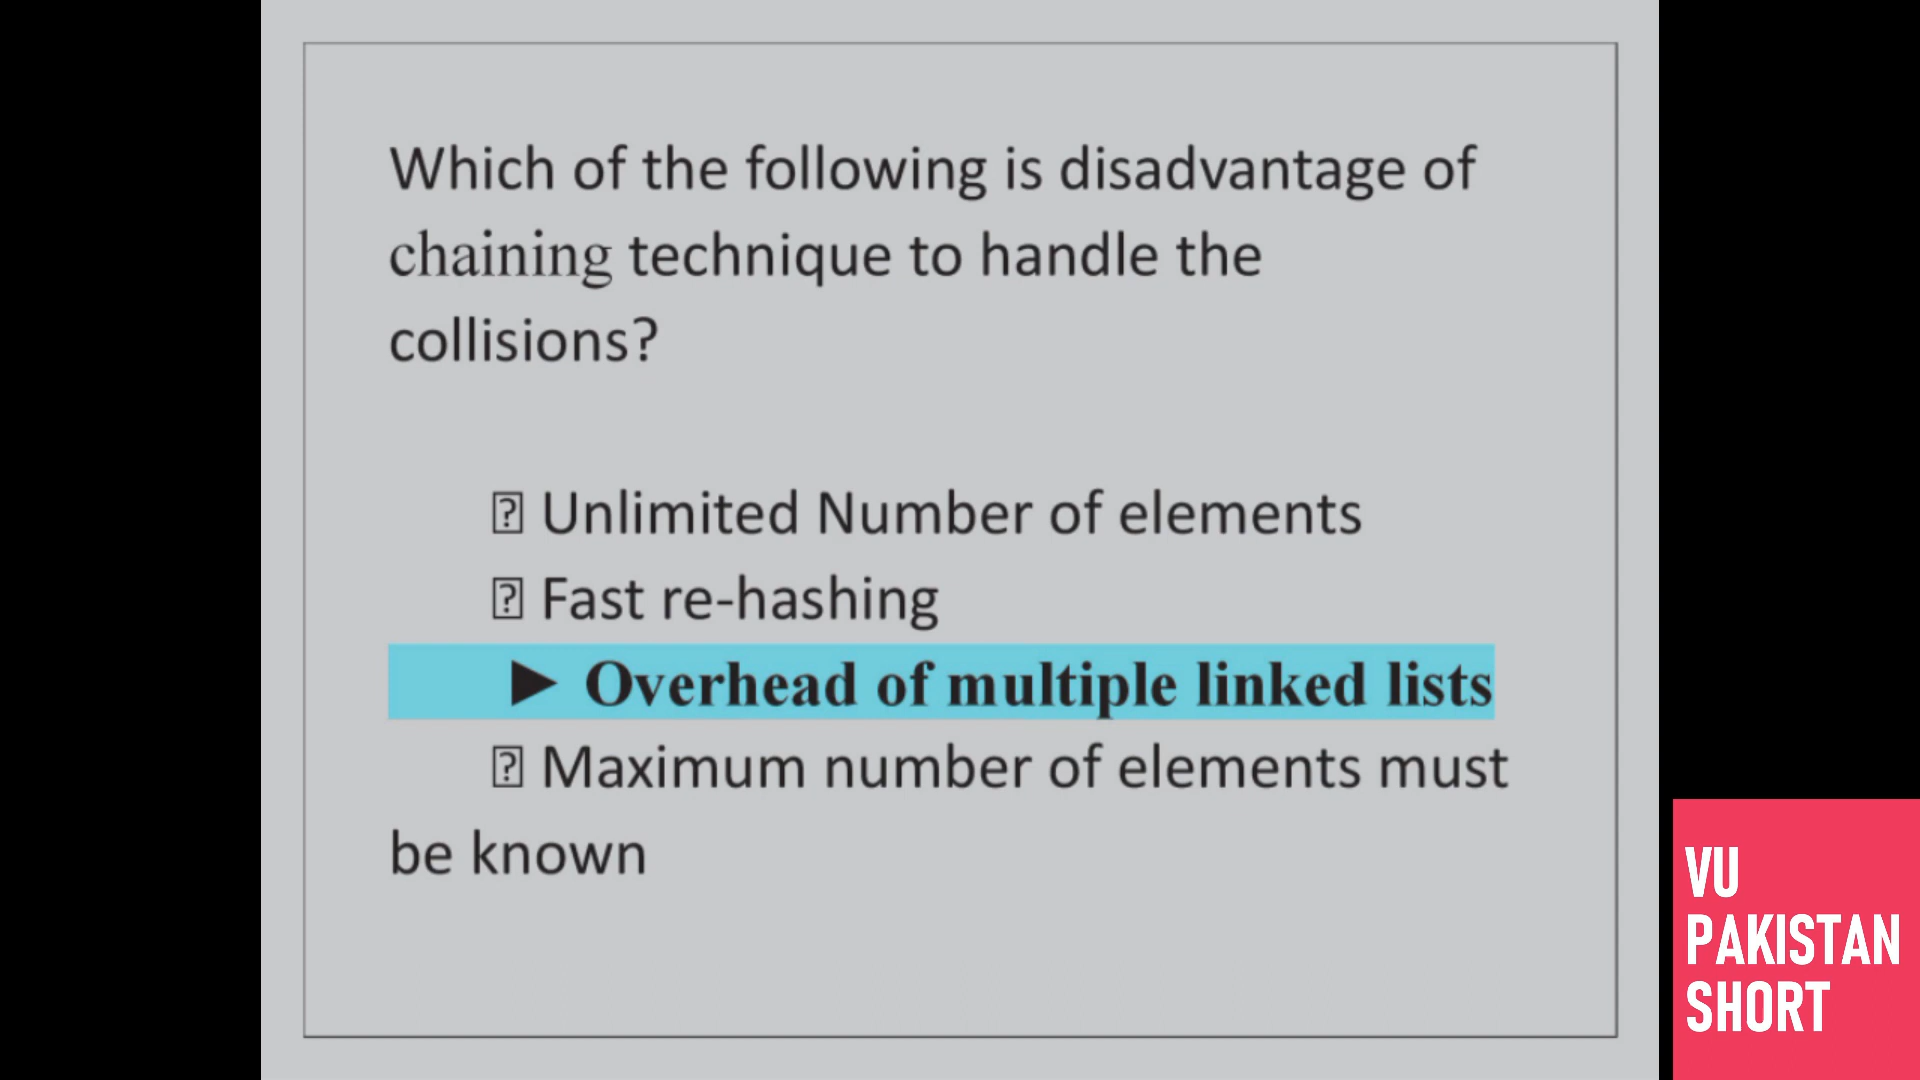 Which of the following is disadvantage of
chaining technique to handle the
collisions?
⍰ Unlimited Number of elements
⍰ Fast re-hashing
► Overhead of multiple linked lists
⍰ Maximum number of elements must
be known
VU
PAKISTAN
SHORT